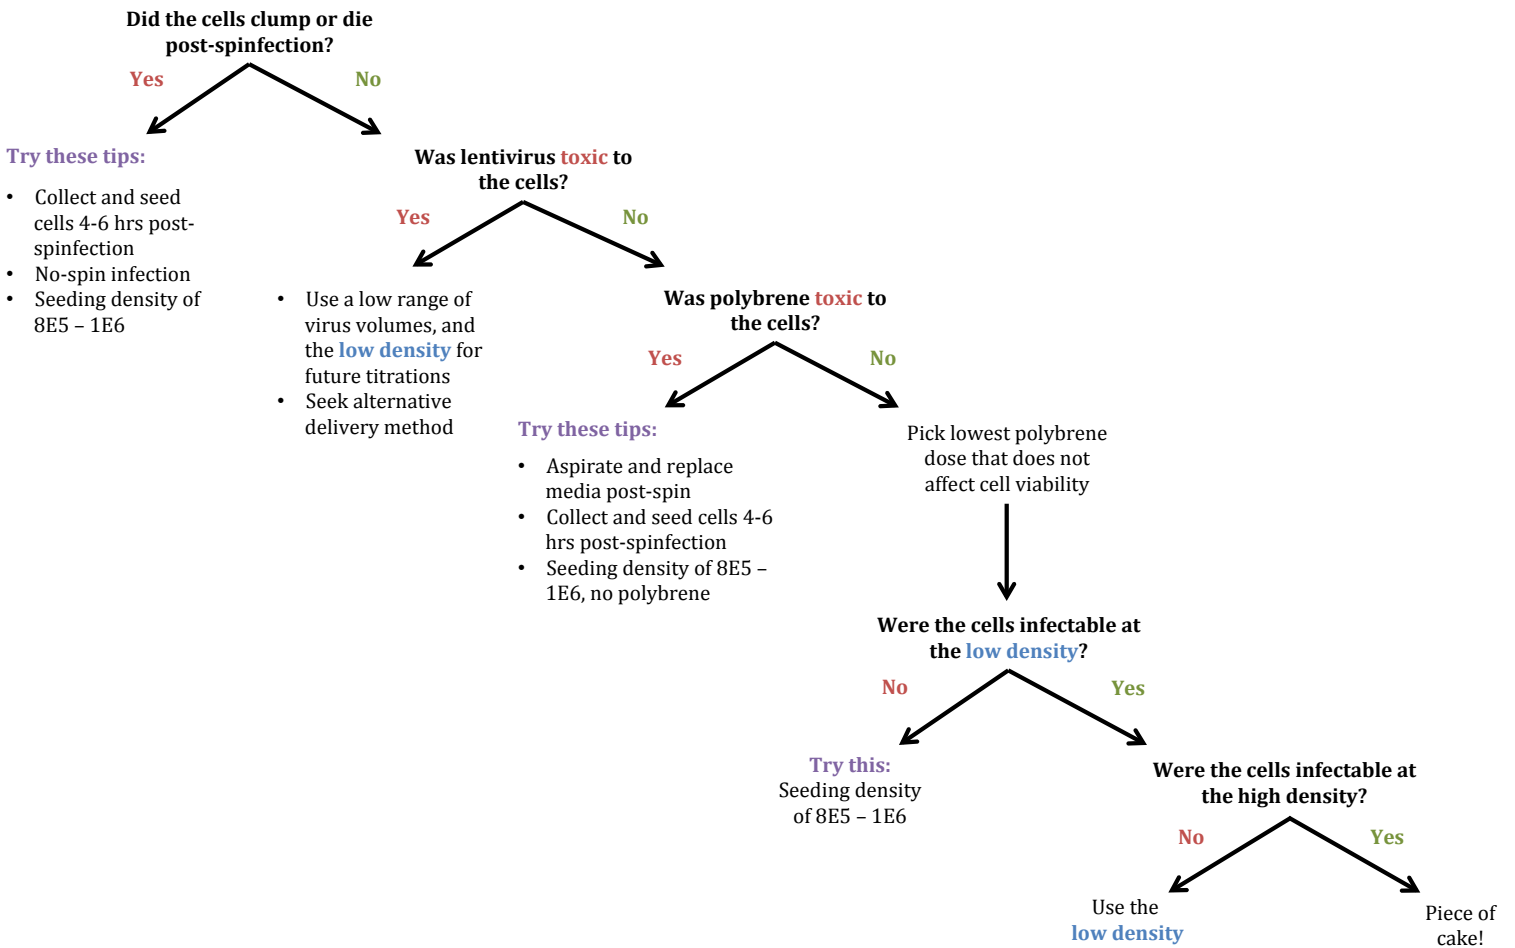 Did the cells clump or die
post-spinfection?
Yes
No
Try these tips:
• Collect and seed
cells 4-6 hrs post-
spinfection
• No-spin infection
• Seeding density of
8E5 – 1E6
Was lentivirus toxic to
the cells?
Yes
No
• Use a low range of
virus volumes, and
the low density for
future titrations
• Seek alternative
delivery method
Was polybrene toxic to
the cells?
Yes
No
Try these tips:
• Aspirate and replace
media post-spin
• Collect and seed cells 4-6
hrs post-spinfection
• Seeding density of 8E5 –
1E6, no polybrene
Pick lowest polybrene
dose that does not
affect cell viability
Were the cells infectable at
the low density?
No
Yes
Try this:
Seeding density
of 8E5 – 1E6
Were the cells infectable at
the high density?
No
Yes
Use the
low density
Piece of
cake!